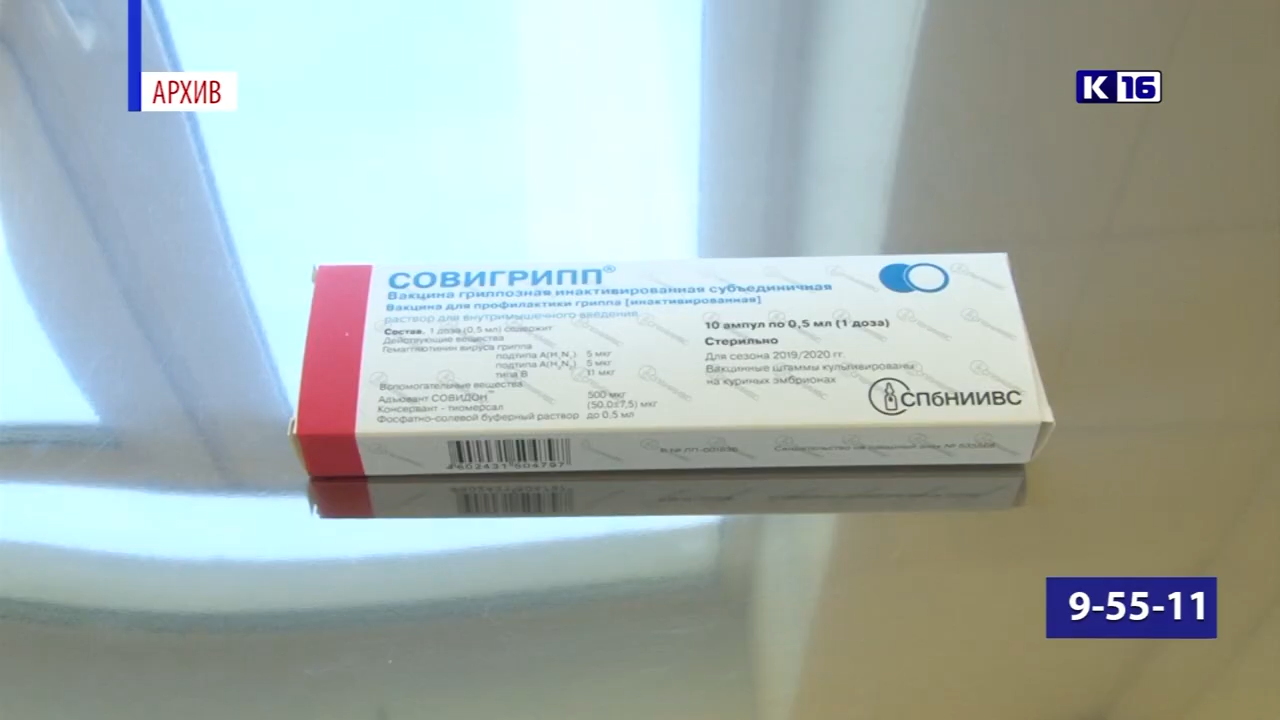 АРХИВ
К 16
СОВИГРИПП®
Вакцина гриппозная инактивированная субъединичная
Вакцина для профилактики гриппа [инактивированная]
раствор для внутримышечного введения
Состав. 1 доза (0,5 мл) содержит
Действующие вещества
Гемагглютинин вируса гриппа
подтипа А(H₁N₁) 5 мкг
подтипа А(H₃N₂) 5 мкг
типа В 11 мкг
Вспомогательные вещества
Адъювант СОВИДОН™ 500 мкг
Консервант - тиомерсал (50,0±7,5) мкг
Фосфатно-солевой буферный раствор до 0,5 мл
10 ампул по 0,5 мл (1 доза)
Стерильно
Для сезона 2019/2020 гг.
Вакцинные штаммы культивированы
на куриных эмбрионах
СПбНИИВС
4602431
9-55-11